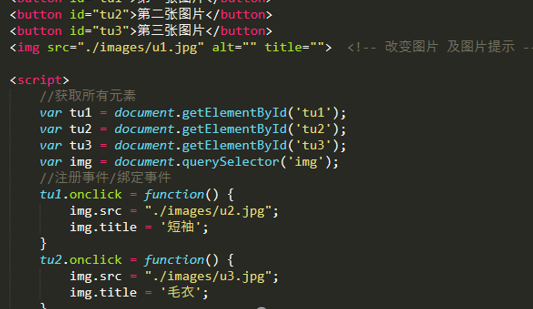 <button id="tu2">第二张图片</button>
<button id="tu3">第三张图片</button>
<img src="./images/u1.jpg" alt="" title=""> <!-- 改变图片 及图片提示 --
<script>
//获取所有元素
var tu1 = document.getElementById('tu1');
var tu2 = document.getElementById('tu2');
var tu3 = document.getElementById('tu3');
var img = document.querySelector('img');
//注册事件/绑定事件
tu1.onclick = function() {
img.src = "./images/u2.jpg";
img.title = '短袖';
}
tu2.onclick = function() {
img.src = "./images/u3.jpg";
img.title = '毛衣';
}